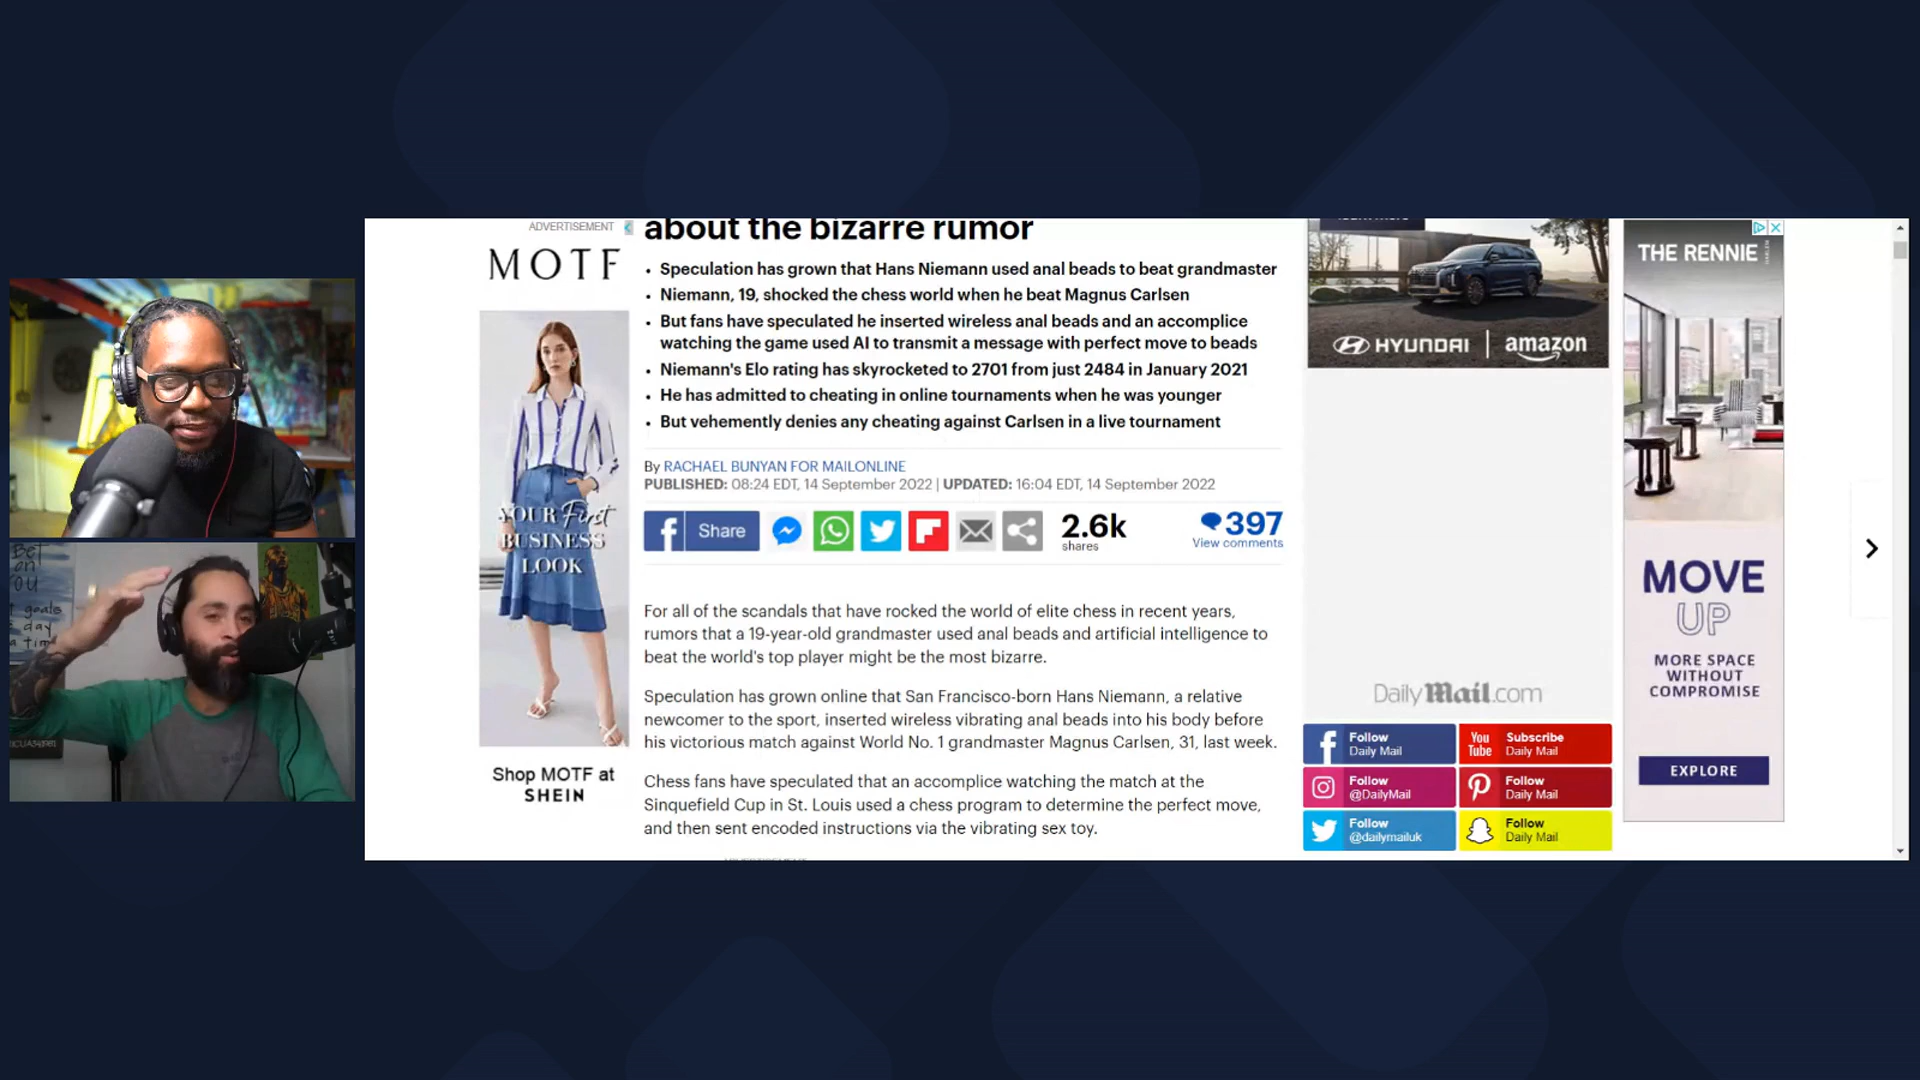 ADVERTISEMENT
MOTF
YOUR First
BUSINESS
LOOK
Shop MOTF at
SHEIN
about the bizarre rumor
• Speculation has grown that Hans Niemann used anal beads to beat grandmaster
• Niemann, 19, shocked the chess world when he beat Magnus Carlsen
• But fans have speculated he inserted wireless anal beads and an accomplice
watching the game used AI to transmit a message with perfect move to beads
• Niemann's Elo rating has skyrocketed to 2701 from just 2484 in January 2021
• He has admitted to cheating in online tournaments when he was younger
• But vehemently denies any cheating against Carlsen in a live tournament
By RACHAEL BUNYAN FOR MAILONLINE
PUBLISHED: 08:24 EDT, 14 September 2022 | UPDATED: 16:04 EDT, 14 September 2022
Share
2.6k
shares
397
View comments
For all of the scandals that have rocked the world of elite chess in recent years,
rumors that a 19-year-old grandmaster used anal beads and artificial intelligence to
beat the world's top player might be the most bizarre.
Speculation has grown online that San Francisco-born Hans Niemann, a relative
newcomer to the sport, inserted wireless vibrating anal beads into his body before
his victorious match against World No. 1 grandmaster Magnus Carlsen, 31, last week.
Chess fans have speculated that an accomplice watching the match at the
Sinquefield Cup in St. Louis used a chess program to determine the perfect move,
and then sent encoded instructions via the vibrating sex toy.
HYUNDAI | amazon
DailyMail.com
Follow
Daily Mail
You
Tube
Subscribe
Daily Mail
Follow
@DailyMail
Follow
Daily Mail
Follow
@dailymailuk
Follow
Daily Mail
THE RENNIE
HARLEM
MOVE
UP
MORE SPACE
WITHOUT
COMPROMISE
EXPLORE
Bet
on
goals
day
a time